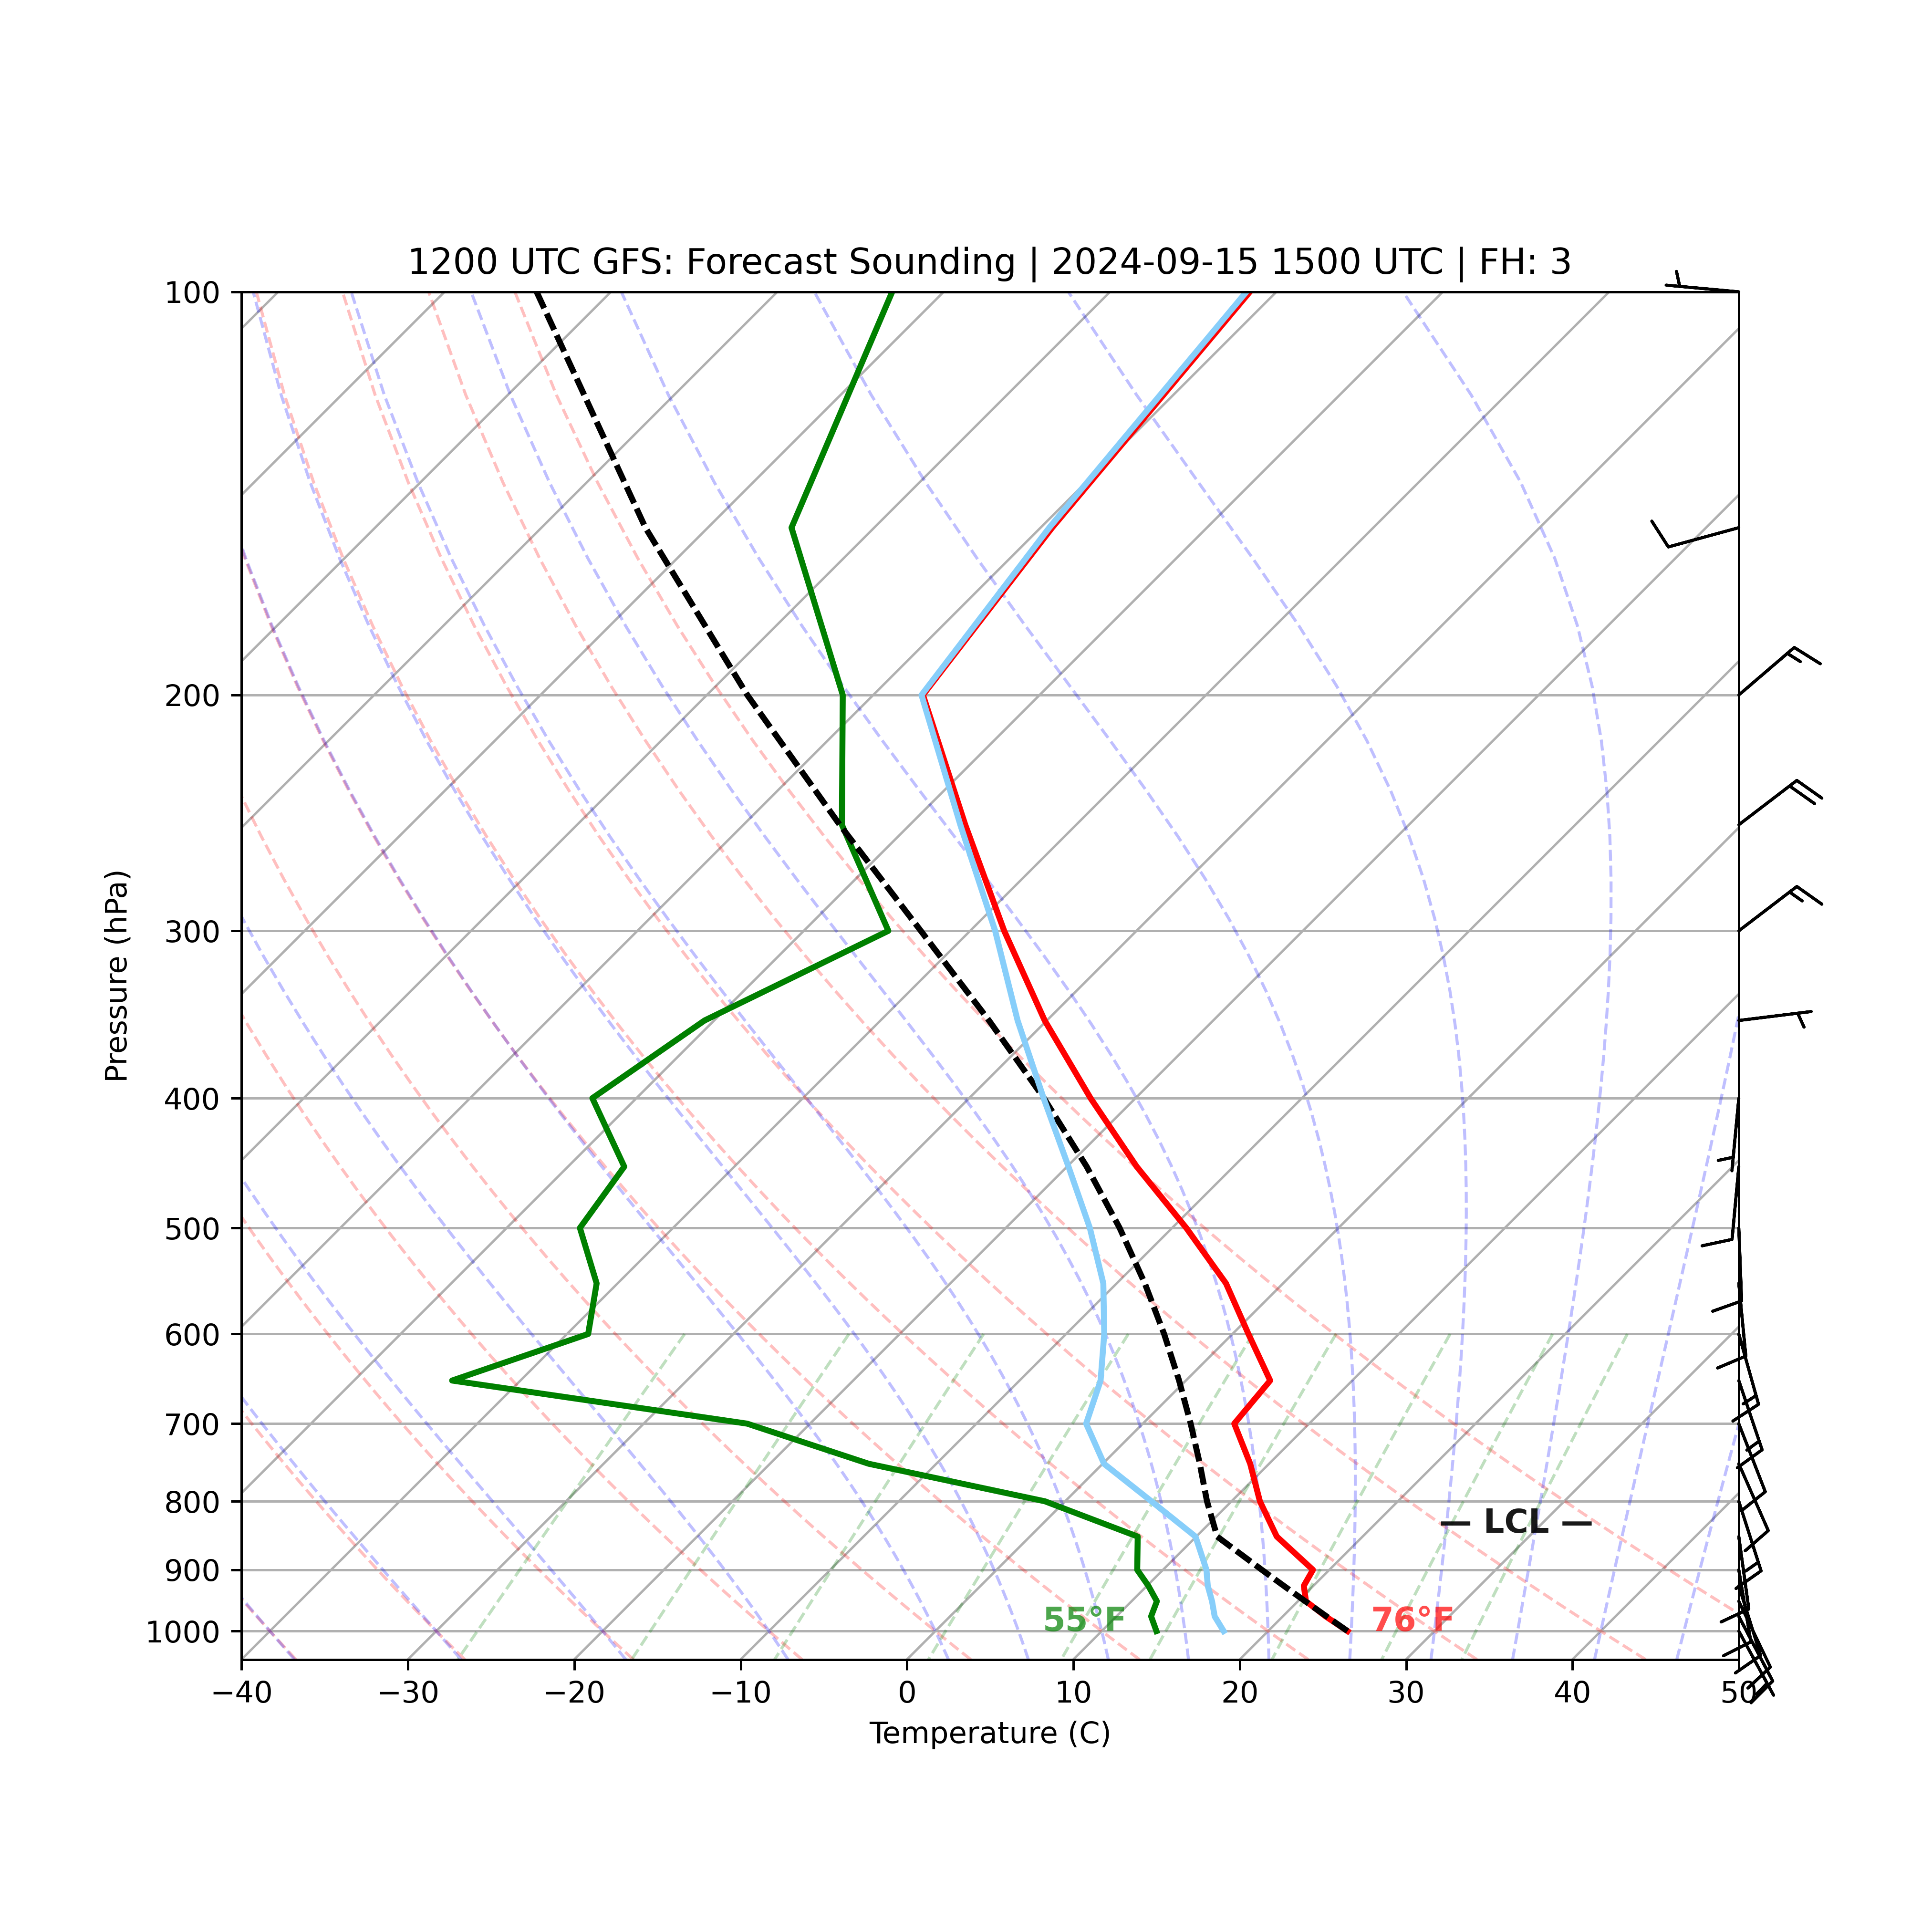 1200 UTC GFS: Forecast Sounding | 2024-09-15 1500 UTC | FH: 3
100
200
300
400
500
600
700
800
900
1000
Pressure (hPa)
— LCL —
55°F
76°F
−40 −30 −20 −10 0 10 20 30 40 50
Temperature (C)